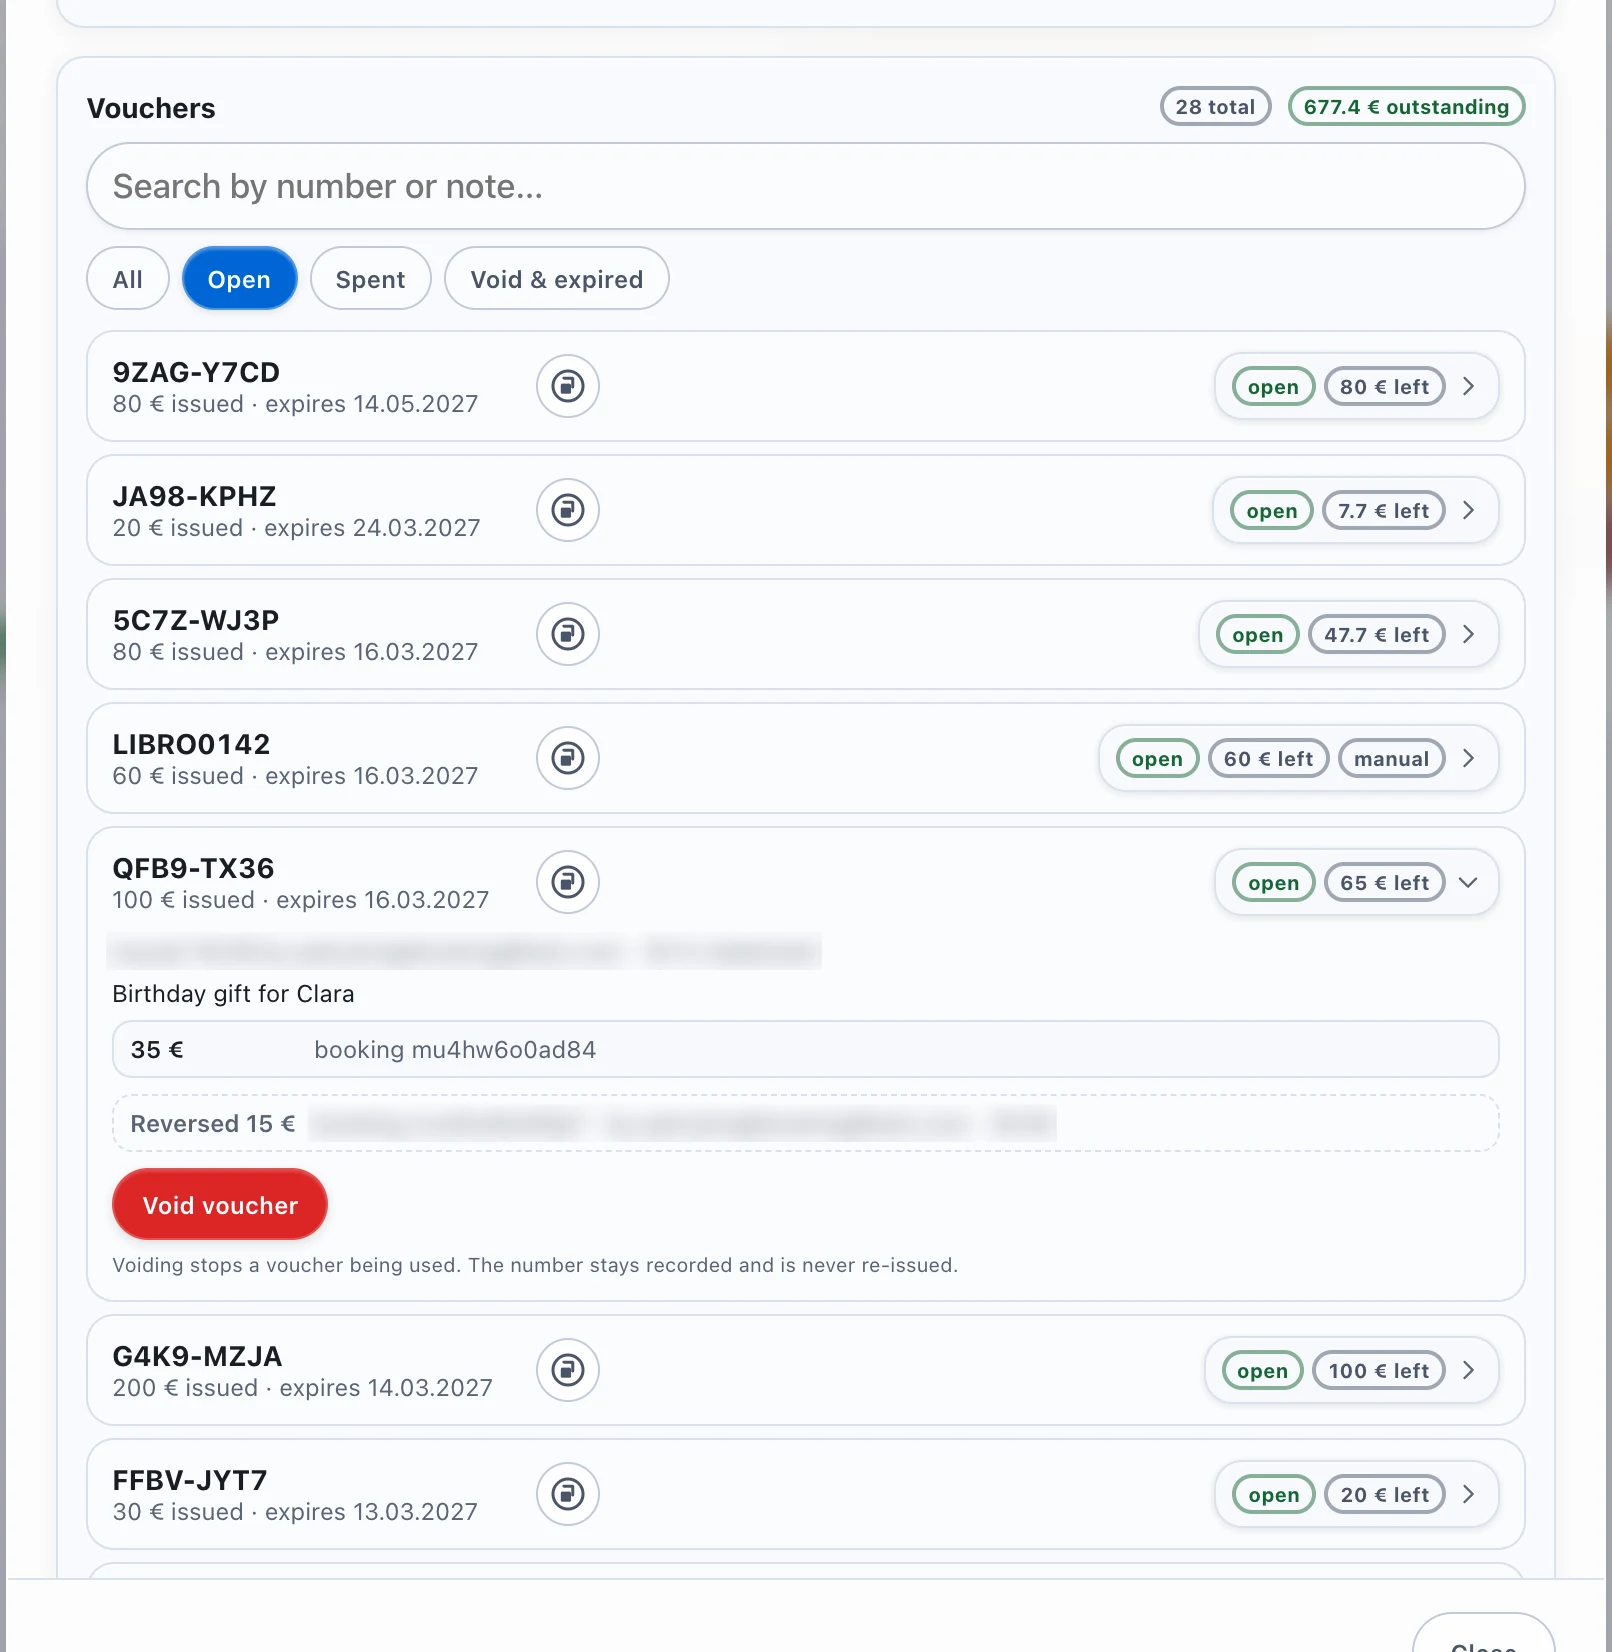 Vouchers
28 total
677.4 € outstanding
Search by number or note...
All
Open
Spent
Void & expired
9ZAG-Y7CD
80 € issued · expires 14.05.2027
open
80 € left
JA98-KPHZ
20 € issued · expires 24.03.2027
open
7.7 € left
5C7Z-WJ3P
80 € issued · expires 16.03.2027
open
47.7 € left
LIBRO0142
60 € issued · expires 16.03.2027
open
60 € left
manual
QFB9-TX36
100 € issued · expires 16.03.2027
open
65 € left
Birthday gift for Clara
35 €
booking mu4hw6o0ad84
Reversed 15 €
Void voucher
Voiding stops a voucher being used. The number stays recorded and is never re-issued.
G4K9-MZJA
200 € issued · expires 14.03.2027
open
100 € left
FFBV-JYT7
30 € issued · expires 13.03.2027
open
20 € left